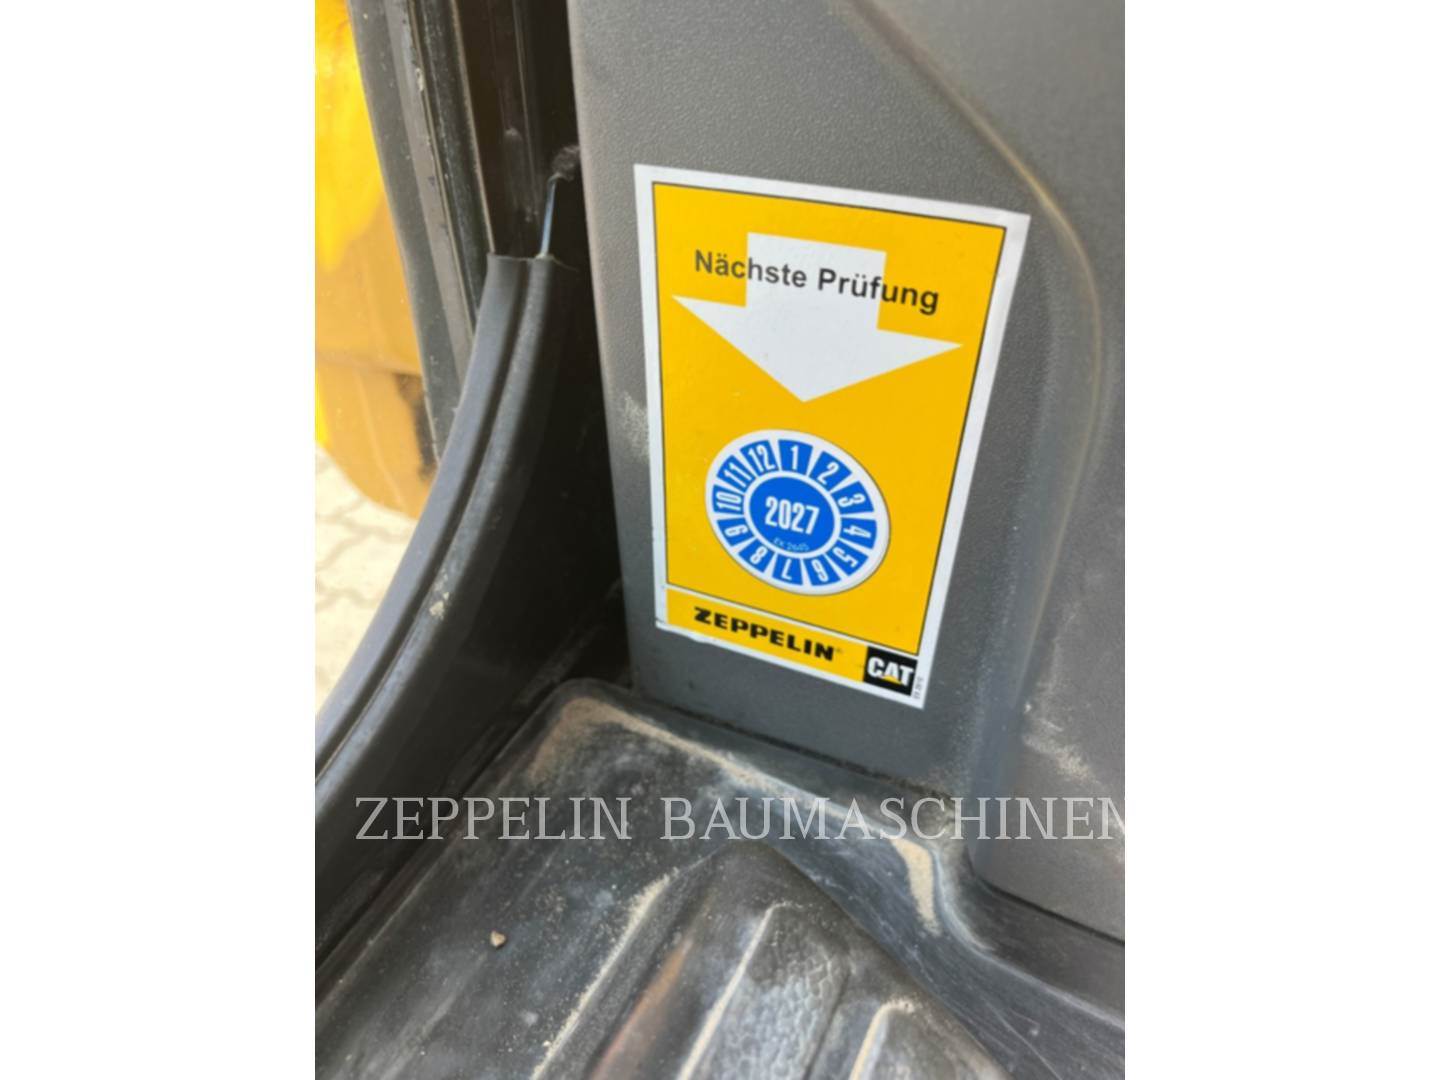 Nächste Prüfung
12 1 2 3 4 5 6 7 8 9 10 11
2027
ZEPPELIN®
CAT
ZEPPELIN BAUMASCHINEN